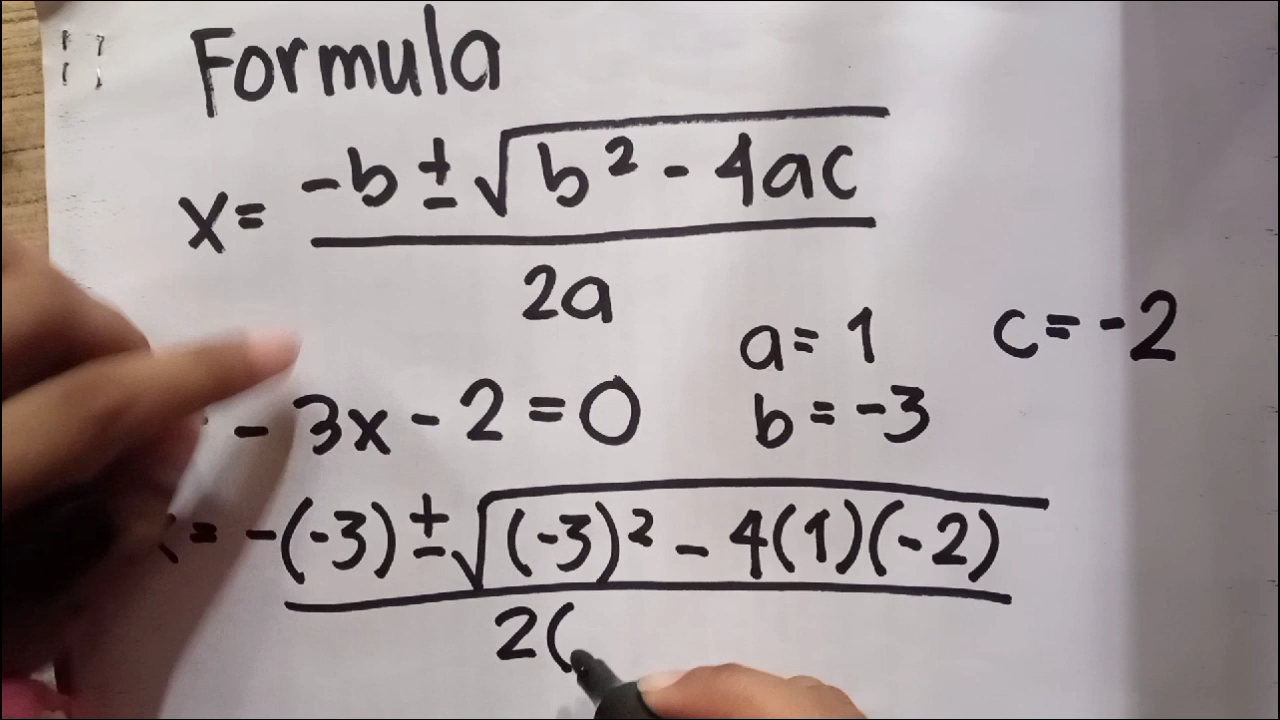 Formula
x = -b ± √b² - 4ac
2a
a = 1 c = -2
- 3x - 2 = 0 b = -3
= -(-3) ± √(-3)² - 4(1)(-2)
2(